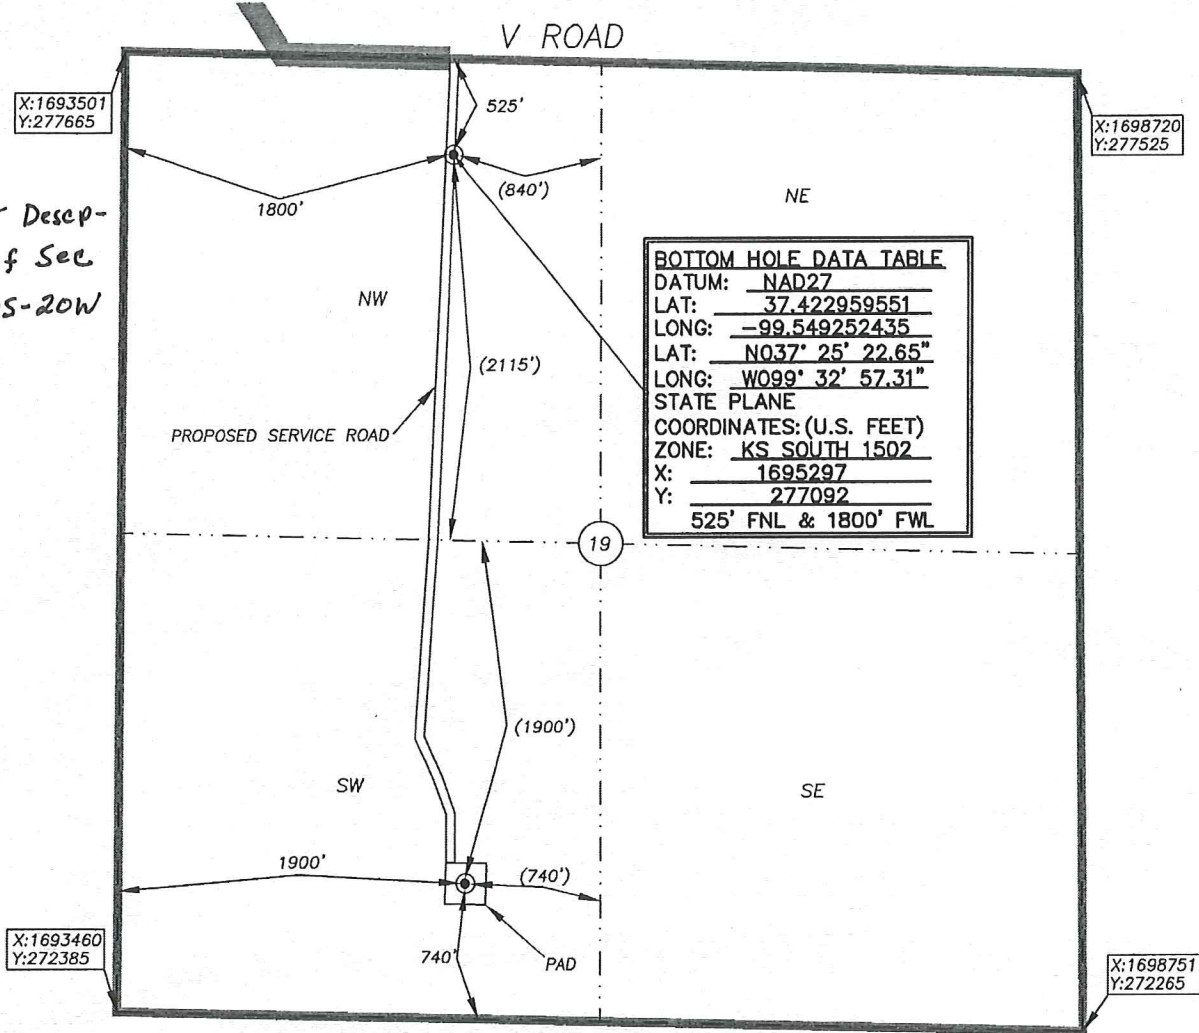 V ROAD
X:1693501
Y:277665
525'
X:1698720
Y:277525
1800'
(840')
NE
Descp-
f Sec
S-20W
NW
BOTTOM HOLE DATA TABLE
DATUM: NAD27
LAT: 37.422959551
LONG: -99.549252435
LAT: N037° 25' 22.65"
LONG: W099° 32' 57.31"
STATE PLANE
COORDINATES: (U.S. FEET)
ZONE: KS SOUTH 1502
X: 1695297
Y: 277092
525' FNL & 1800' FWL
(2115')
PROPOSED SERVICE ROAD
19
(1900')
SW
SE
1900'
(740')
X:1693460
Y:272385
740'
PAD
X:1698751
Y:272265